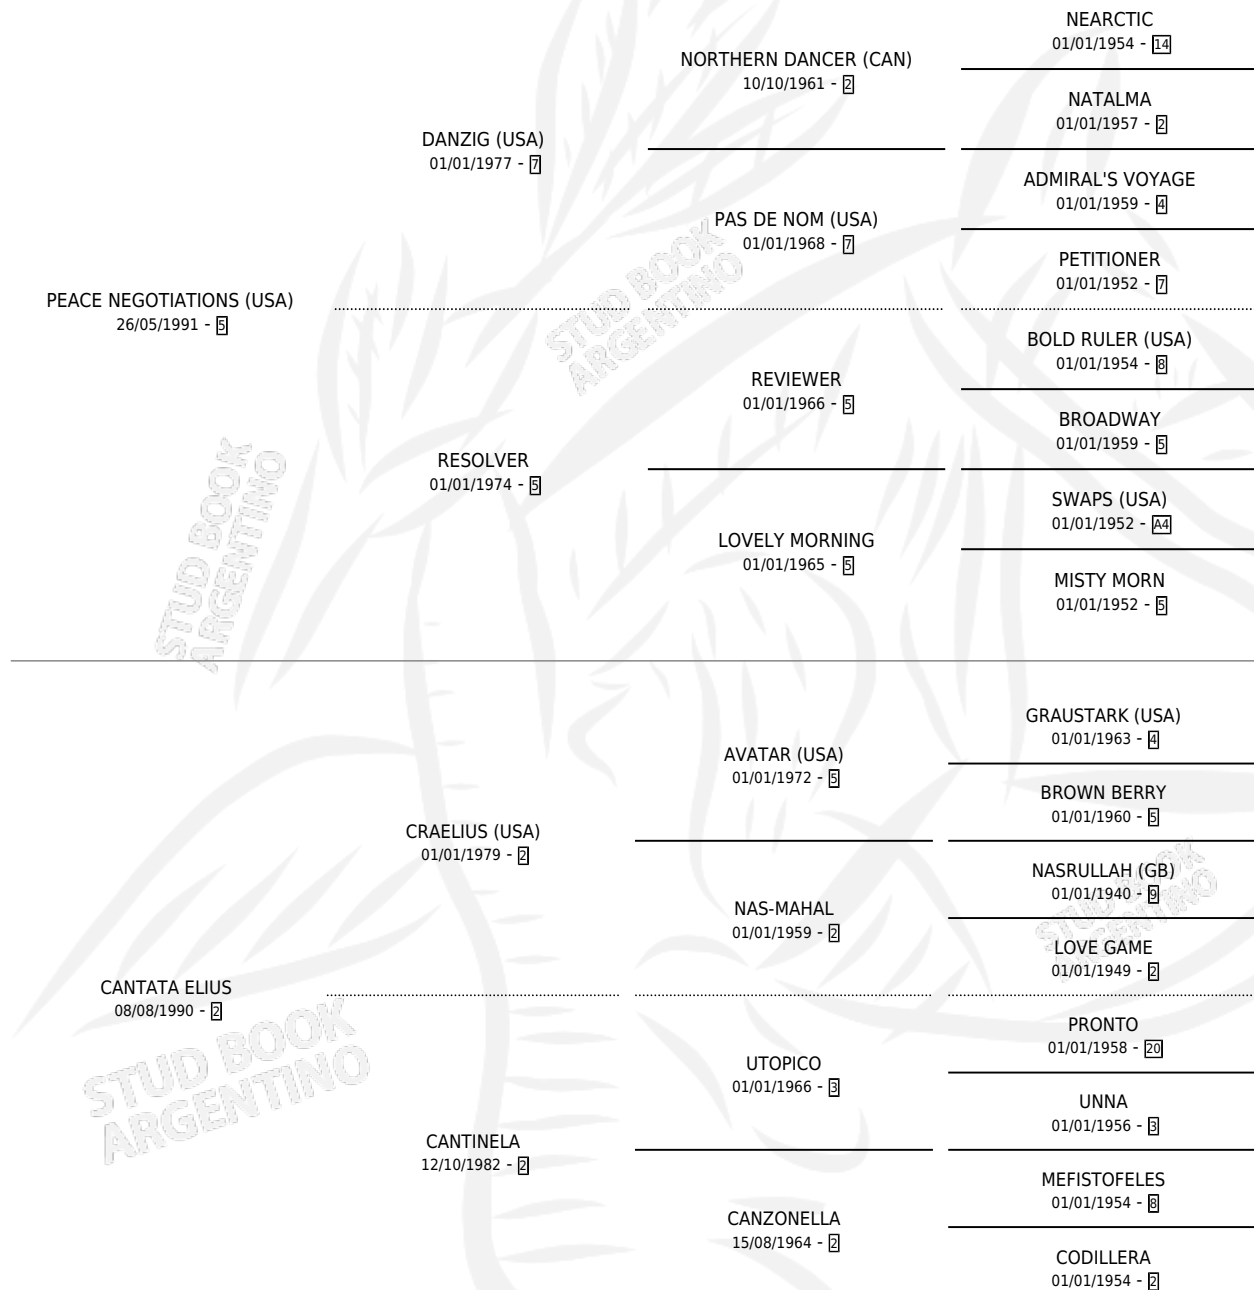 NEARCTIC
01/01/1954 - 14
NORTHERN DANCER (CAN)
10/10/1961 - 2
NATALMA
01/01/1957 - 2
DANZIG (USA)
01/01/1977 - 7
ADMIRAL'S VOYAGE
01/01/1959 - 4
PAS DE NOM (USA)
01/01/1968 - 7
PETITIONER
01/01/1952 - 7
PEACE NEGOTIATIONS (USA)
26/05/1991 - 5
BOLD RULER (USA)
01/01/1954 - 8
REVIEWER
01/01/1966 - 5
BROADWAY
01/01/1959 - 5
RESOLVER
01/01/1974 - 5
SWAPS (USA)
01/01/1952 - A4
LOVELY MORNING
01/01/1965 - 5
MISTY MORN
01/01/1952 - 5
STUD BOOK
ARGENTINO
STUD BOOK
ARGENTINO
GRAUSTARK (USA)
01/01/1963 - 4
AVATAR (USA)
01/01/1972 - 5
BROWN BERRY
01/01/1960 - 5
CRAELIUS (USA)
01/01/1979 - 2
NASRULLAH (GB)
01/01/1940 - 9
NAS-MAHAL
01/01/1959 - 2
LOVE GAME
01/01/1949 - 2
STUD BOOK
ARGENTINO
CANTATA ELIUS
08/08/1990 - 2
PRONTO
01/01/1958 - 20
UTOPICO
01/01/1966 - 3
UNNA
01/01/1956 - 3
STUD BOOK
ARGENTINO
CANTINELA
12/10/1982 - 2
MEFISTOFELES
01/01/1954 - 8
CANZONELLA
15/08/1964 - 2
CODILLERA
01/01/1954 - 2